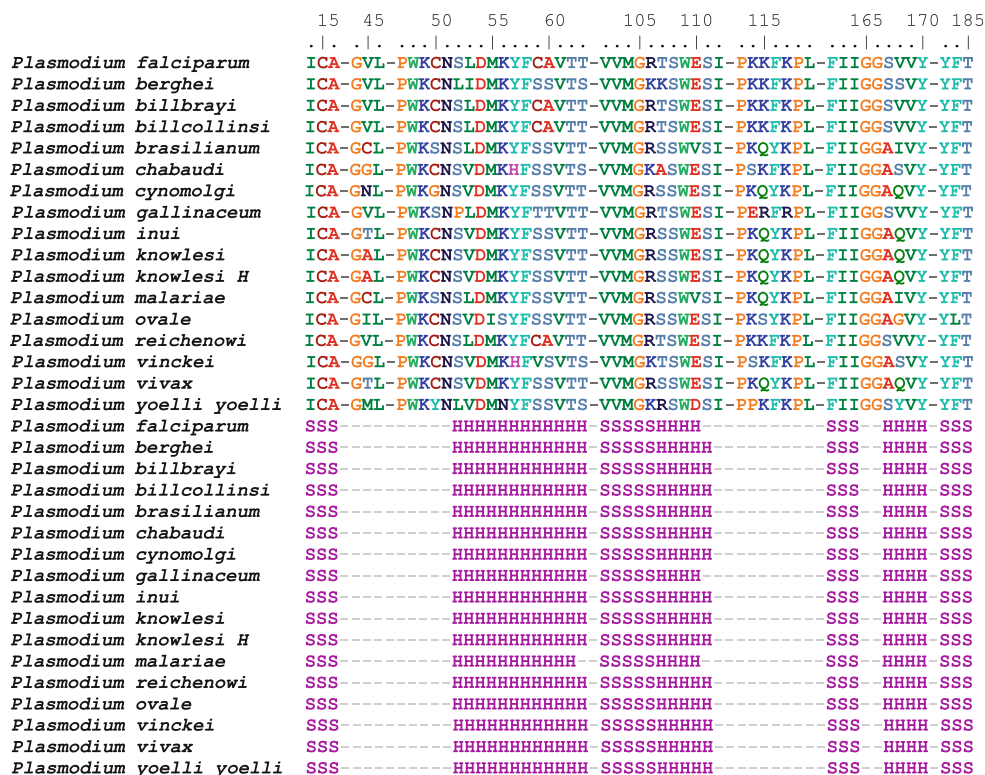 15 45 50 55 60 105 110 115 165 170 185
.|. .|. ...|....|....|... ...|....|.. ..|.... ...|....|. ..|
Plasmodium falciparum ICA-GVL-PWKCNSLDMKYFCAVTT-VVMGRTSWESI-PKKFKPL-FIIGGSVVY-YFT
Plasmodium berghei ICA-GVL-PWKCNLIDMKYFSSVTS-VVMGKKSWESI-PKKFKPL-FIIGGSSVY-YFT
Plasmodium billbrayi ICA-GVL-PWKCNSLDMKYFCAVTT-VVMGRTSWESI-PKKFKPL-FIIGGSVVY-YFT
Plasmodium billcollinsi ICA-GVL-PWKCNSLDMKYFCAVTT-VVMGRTSWESI-PKKFKPL-FIIGGSVVY-YFT
Plasmodium brasilianum ICA-GCL-PWKSNSLDMKYFSSVTT-VVMGRSSWVSI-PKQYKPL-FIIGGAIVY-YFT
Plasmodium chabaudi ICA-GGL-PWKCNSVDMKHFSSVTS-VVMGKASWESI-PSKFKPL-FIIGGASVY-YFT
Plasmodium cynomolgi ICA-GNL-PWKGNSVDMKYFSSVTT-VVMGRSSWESI-PKQYKPL-FIIGGAQVY-YFT
Plasmodium gallinaceum ICA-GVL-PWKSNPLDMKYFTTVTT-VVMGRTSWESI-PERFRPL-FIIGGSVVY-YFT
Plasmodium inui ICA-GTL-PWKCNSVDMKYFSSVTT-VVMGRSSWESI-PKQYKPL-FIIGGAQVY-YFT
Plasmodium knowlesi ICA-GAL-PWKCNSVDMKYFSSVTT-VVMGRSSWESI-PKQYKPL-FIIGGAQVY-YFT
Plasmodium knowlesi H ICA-GAL-PWKCNSVDMKYFSSVTT-VVMGRSSWESI-PKQYKPL-FIIGGAQVY-YFT
Plasmodium malariae ICA-GCL-PWKSNSLDMKYFSSVTT-VVMGRSSWVSI-PKQYKPL-FIIGGAIVY-YFT
Plasmodium ovale ICA-GIL-PWKCNSVDISYFSSVTT-VVMGRSSWESI-PKSYKPL-FIIGGAGVY-YLT
Plasmodium reichenowi ICA-GVL-PWKCNSLDMKYFCAVTT-VVMGRTSWESI-PKKFKPL-FIIGGSVVY-YFT
Plasmodium vinckei ICA-GGL-PWKCNSVDMKHFVSVTS-VVMGKTSWESI-PSKFKPL-FIIGGASVY-YFT
Plasmodium vivax ICA-GTL-PWKCNSVDMKYFSSVTT-VVMGRSSWESI-PKQYKPL-FIIGGAQVY-YFT
Plasmodium yoelli yoelli ICA-GML-PWKYNLVDMNYFSSVTS-VVMGKRSWDSI-PPKFKPL-FIIGGSYVY-YFT
Plasmodium falciparum SSS----------HHHHHHHHHHHH-SSSSSHHHH-----------SSS--HHHH-SSS
Plasmodium berghei SSS----------HHHHHHHHHHHH-SSSSSHHHHH----------SSS--HHHH-SSS
Plasmodium billbrayi SSS----------HHHHHHHHHHHH-SSSSSHHHHH----------SSS--HHHH-SSS
Plasmodium billcollinsi SSS----------HHHHHHHHHHHH-SSSSSHHHHH----------SSS--HHHH-SSS
Plasmodium brasilianum SSS----------HHHHHHHHHHHH-SSSSSHHHHH----------SSS--HHHH-SSS
Plasmodium chabaudi SSS----------HHHHHHHHHHHH-SSSSSHHHHH----------SSS--HHHH-SSS
Plasmodium cynomolgi SSS----------HHHHHHHHHHHH-SSSSSHHHHH----------SSS--HHHH-SSS
Plasmodium gallinaceum SSS----------HHHHHHHHHHHH-SSSSSHHHH-----------SSS--HHHH-SSS
Plasmodium inui SSS----------HHHHHHHHHHHH-SSSSSHHHHH----------SSS--HHHH-SSS
Plasmodium knowlesi SSS----------HHHHHHHHHHHH-SSSSSHHHHH----------SSS--HHHH-SSS
Plasmodium knowlesi H SSS----------HHHHHHHHHHHH-SSSSSHHHHH----------SSS--HHHH-SSS
Plasmodium malariae SSS----------HHHHHHHHHHH--SSSSSHHHH-----------SSS--HHHH-SSS
Plasmodium reichenowi SSS----------HHHHHHHHHHHH-SSSSSHHHHH----------SSS--HHHH-SSS
Plasmodium ovale SSS----------HHHHHHHHHHHH-SSSSSHHHHH----------SSS--HHHH-SSS
Plasmodium vinckei SSS----------HHHHHHHHHHHH-SSSSSHHHHH----------SSS--HHHH-SSS
Plasmodium vivax SSS----------HHHHHHHHHHHH-SSSSSHHHHH----------SSS--HHHH-SSS
Plasmodium yoelli yoelli SSS----------HHHHHHHHHHHH-SSSSSHHHHH----------SSS--HHHH-SSS